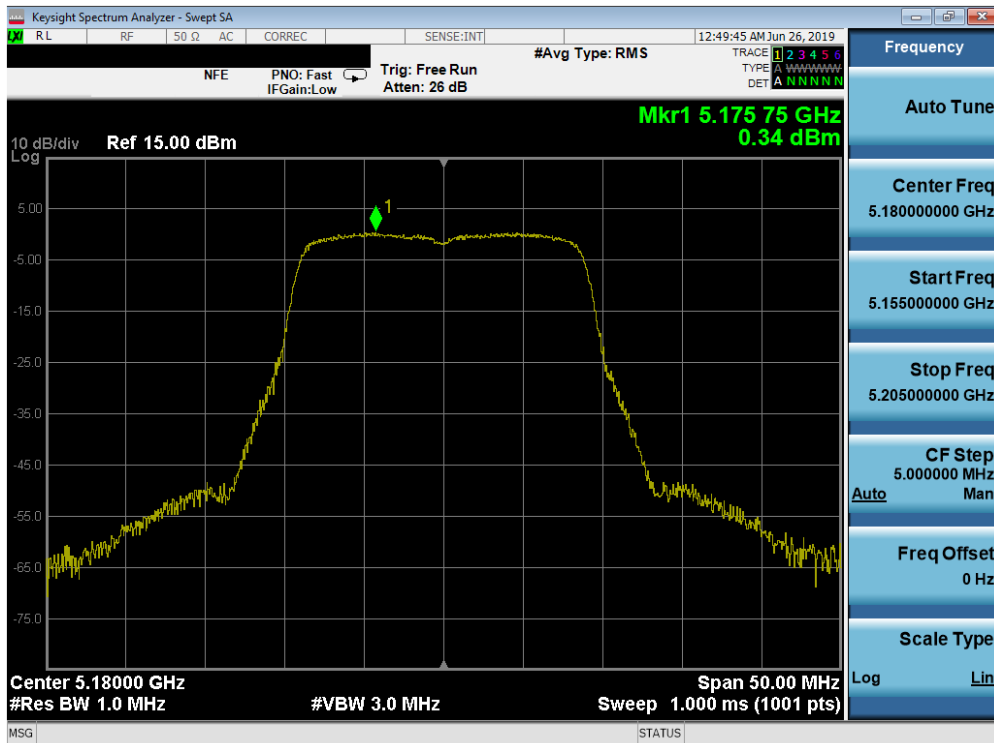 Keysight Spectrum Analyzer - Swept SA
LXI RL RF 50 Ω AC CORREC SENSE:INT 12:49:45 AM Jun 26, 2019
NFE PNO: Fast Trig: Free Run #Avg Type: RMS TRACE 1 2 3 4 5 6
IFGain:Low Atten: 26 dB TYPE A WWWWW
DET A N N N N N
Mkr1 5.175 75 GHz
0.34 dBm
10 dB/div Ref 15.00 dBm
Log
1
5.00
-5.00
-15.0
-25.0
-35.0
-45.0
-55.0
-65.0
-75.0
Center 5.18000 GHz Span 50.00 MHz
#Res BW 1.0 MHz #VBW 3.0 MHz Sweep 1.000 ms (1001 pts)
MSG STATUS
Frequency
Auto Tune
Center Freq
5.180000000 GHz
Start Freq
5.155000000 GHz
Stop Freq
5.205000000 GHz
CF Step
5.000000 MHz
Auto Man
Freq Offset
0 Hz
Scale Type
Log Lin